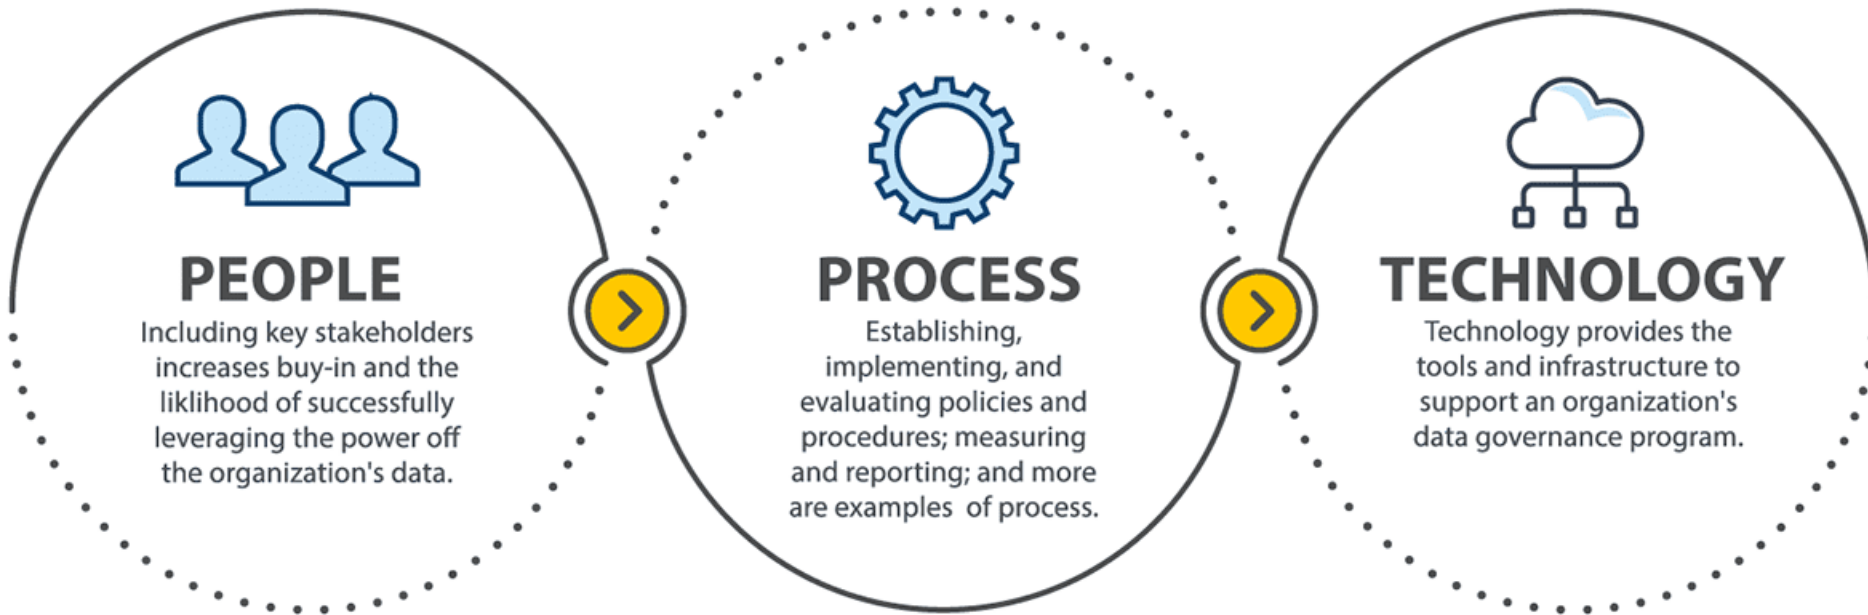 PEOPLE
Including key stakeholders
increases buy-in and the
liklihood of successfully
leveraging the power off
the organization's data.
PROCESS
Establishing,
implementing, and
evaluating policies and
procedures; measuring
and reporting; and more
are examples of process.
TECHNOLOGY
Technology provides the
tools and infrastructure to
support an organization's
data governance program.